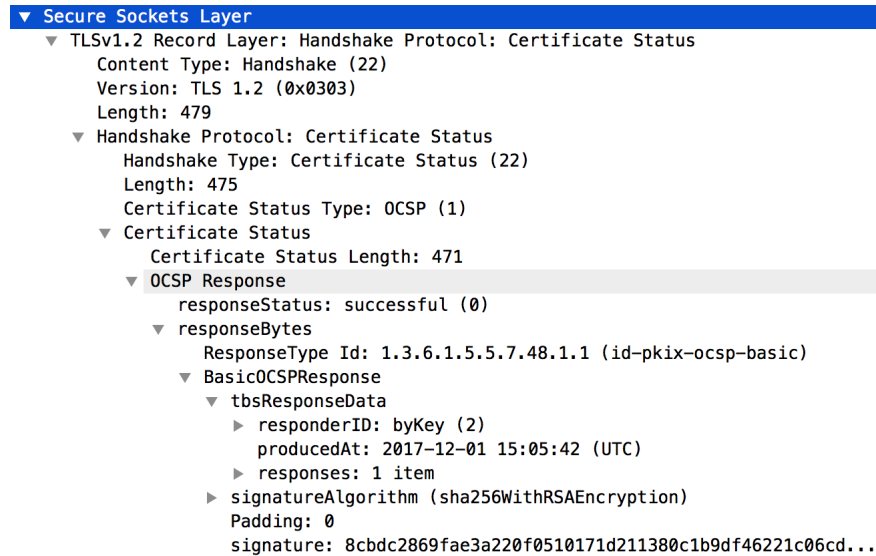 Secure Sockets Layer
TLSv1.2 Record Layer: Handshake Protocol: Certificate Status
Content Type: Handshake (22)
Version: TLS 1.2 (0x0303)
Length: 479
Handshake Protocol: Certificate Status
Handshake Type: Certificate Status (22)
Length: 475
Certificate Status Type: OCSP (1)
Certificate Status
Certificate Status Length: 471
OCSP Response
responseStatus: successful (0)
responseBytes
ResponseType Id: 1.3.6.1.5.5.7.48.1.1 (id-pkix-ocsp-basic)
BasicOCSPResponse
tbsResponseData
responderID: byKey (2)
producedAt: 2017-12-01 15:05:42 (UTC)
responses: 1 item
signatureAlgorithm (sha256WithRSAEncryption)
Padding: 0
signature: 8cbdc2869fae3a220f0510171d211380c1b9df46221c06cd...